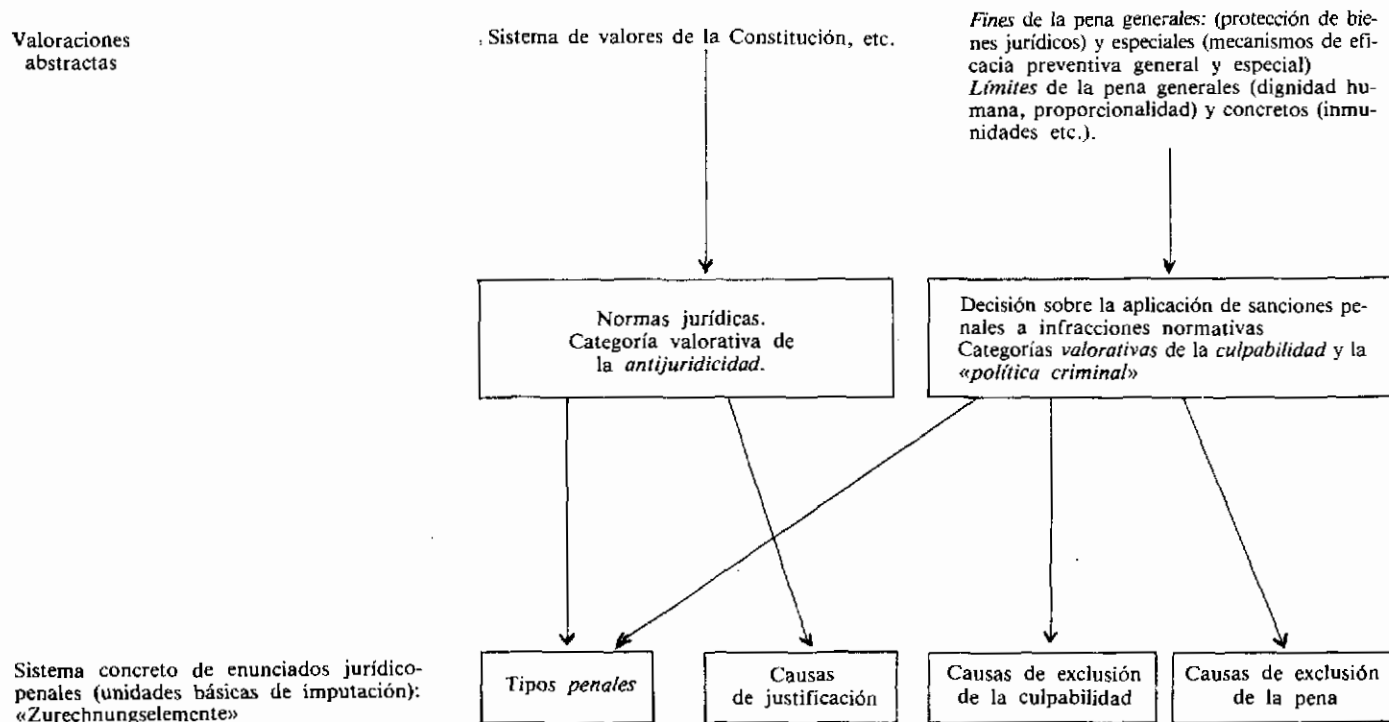 Valoraciones
abstractas
Sistema de valores de la Constitución, etc.
Fines de la pena generales: (protección de bie-
nes jurídicos) y especiales (mecanismos de efi-
cacia preventiva general y especial)
Límites de la pena generales (dignidad hu-
mana, proporcionalidad) y concretos (inmu-
nidades etc.).
Normas jurídicas.
Categoría valorativa de
la antijuridicidad.
Decisión sobre la aplicación de sanciones pe-
nales a infracciones normativas
Categorías valorativas de la culpabilidad y la
«política criminal»
Sistema concreto de enunciados jurídico-
penales (unidades básicas de imputación):
«Zurechnungselemente»
Tipos penales
Causas
de justificación
Causas de exclusión
de la culpabilidad
Causas de exclusión
de la pena